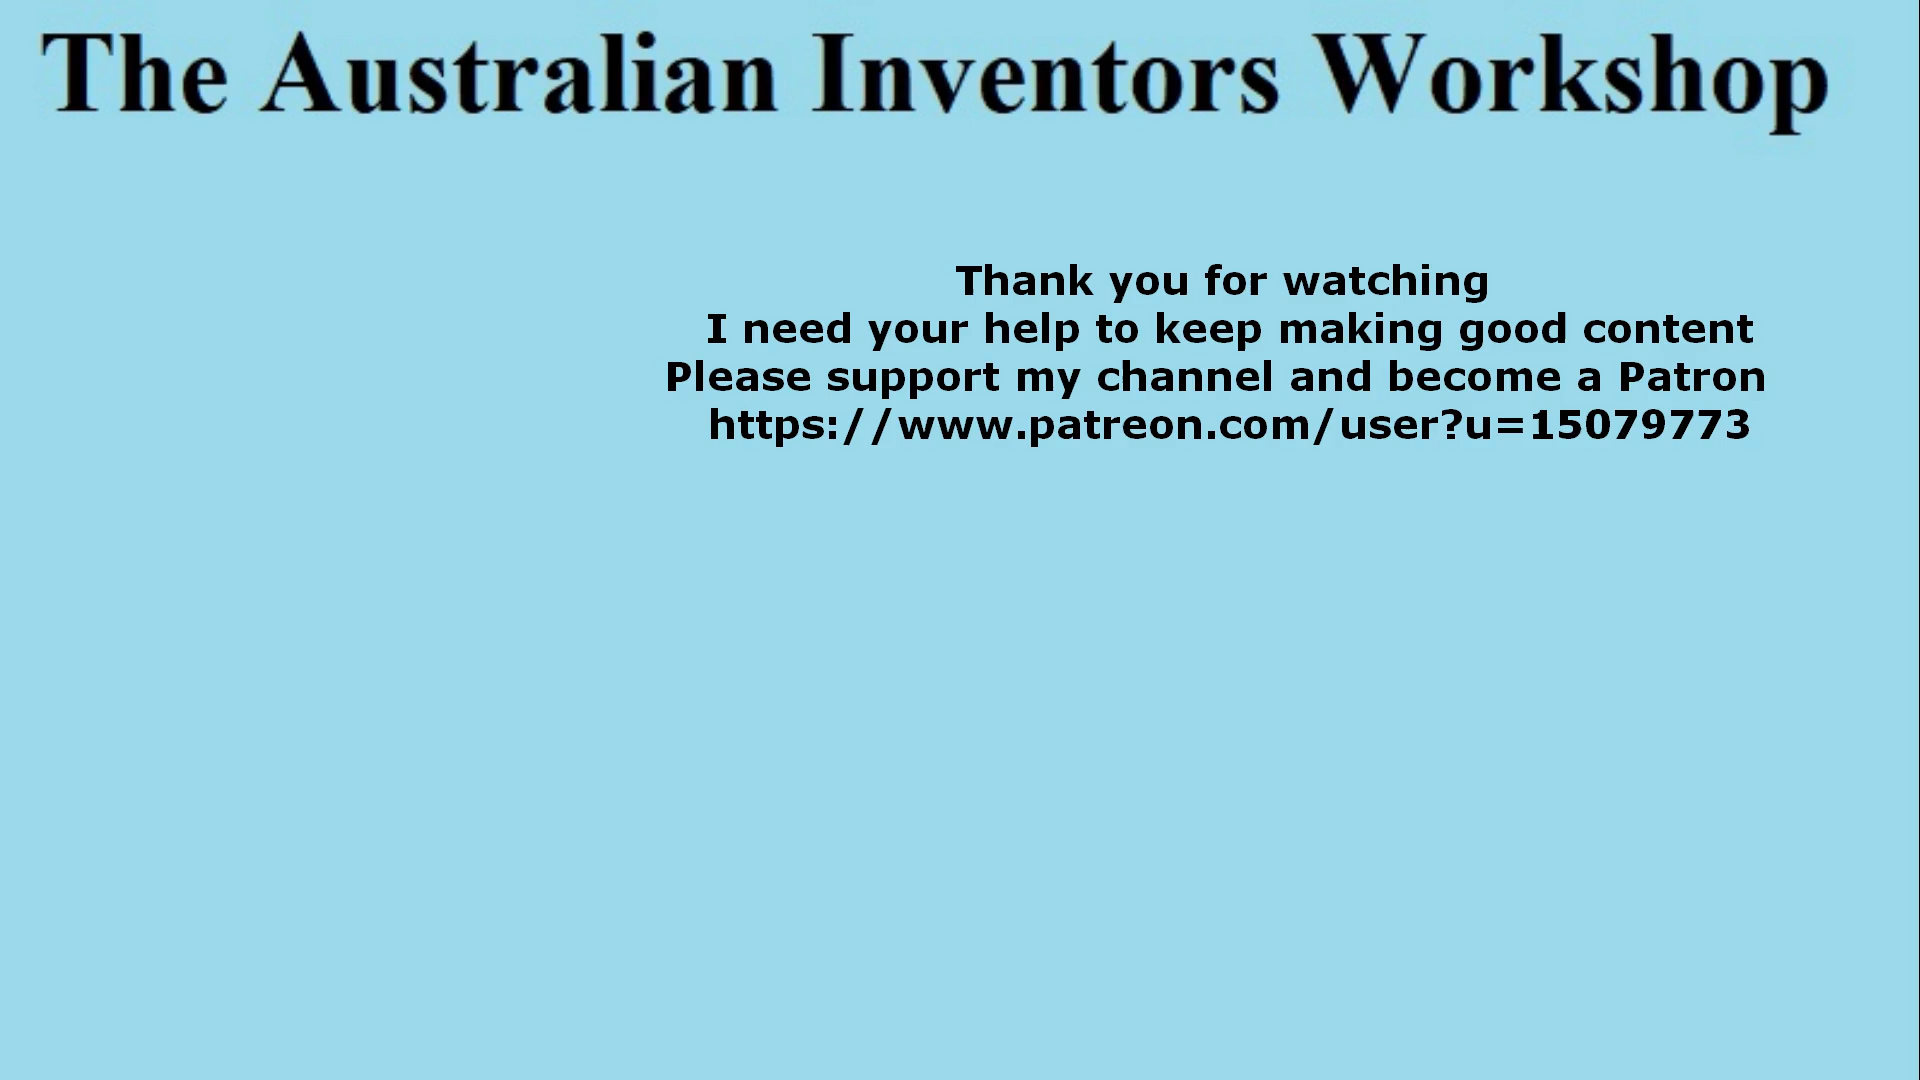 The Australian Inventors Workshop
Thank you for watching
I need your help to keep making good content
Please support my channel and become a Patron
https://www.patreon.com/user?u=15079773